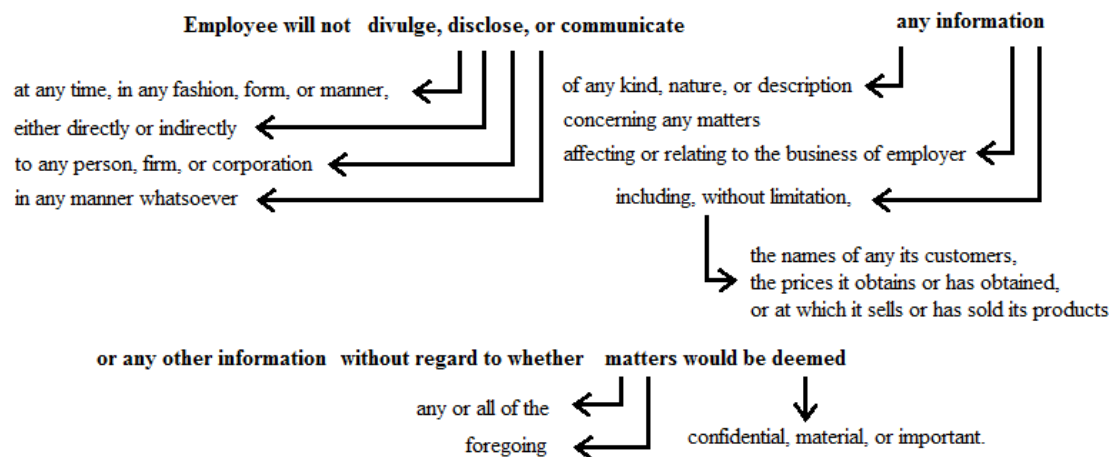 Employee will not divulge, disclose, or communicate any information
at any time, in any fashion, form, or manner,
either directly or indirectly
to any person, firm, or corporation
in any manner whatsoever
of any kind, nature, or description
concerning any matters
affecting or relating to the business of employer
including, without limitation,
the names of any its customers,
the prices it obtains or has obtained,
or at which it sells or has sold its products
or any other information without regard to whether matters would be deemed
any or all of the
foregoing
confidential, material, or important.